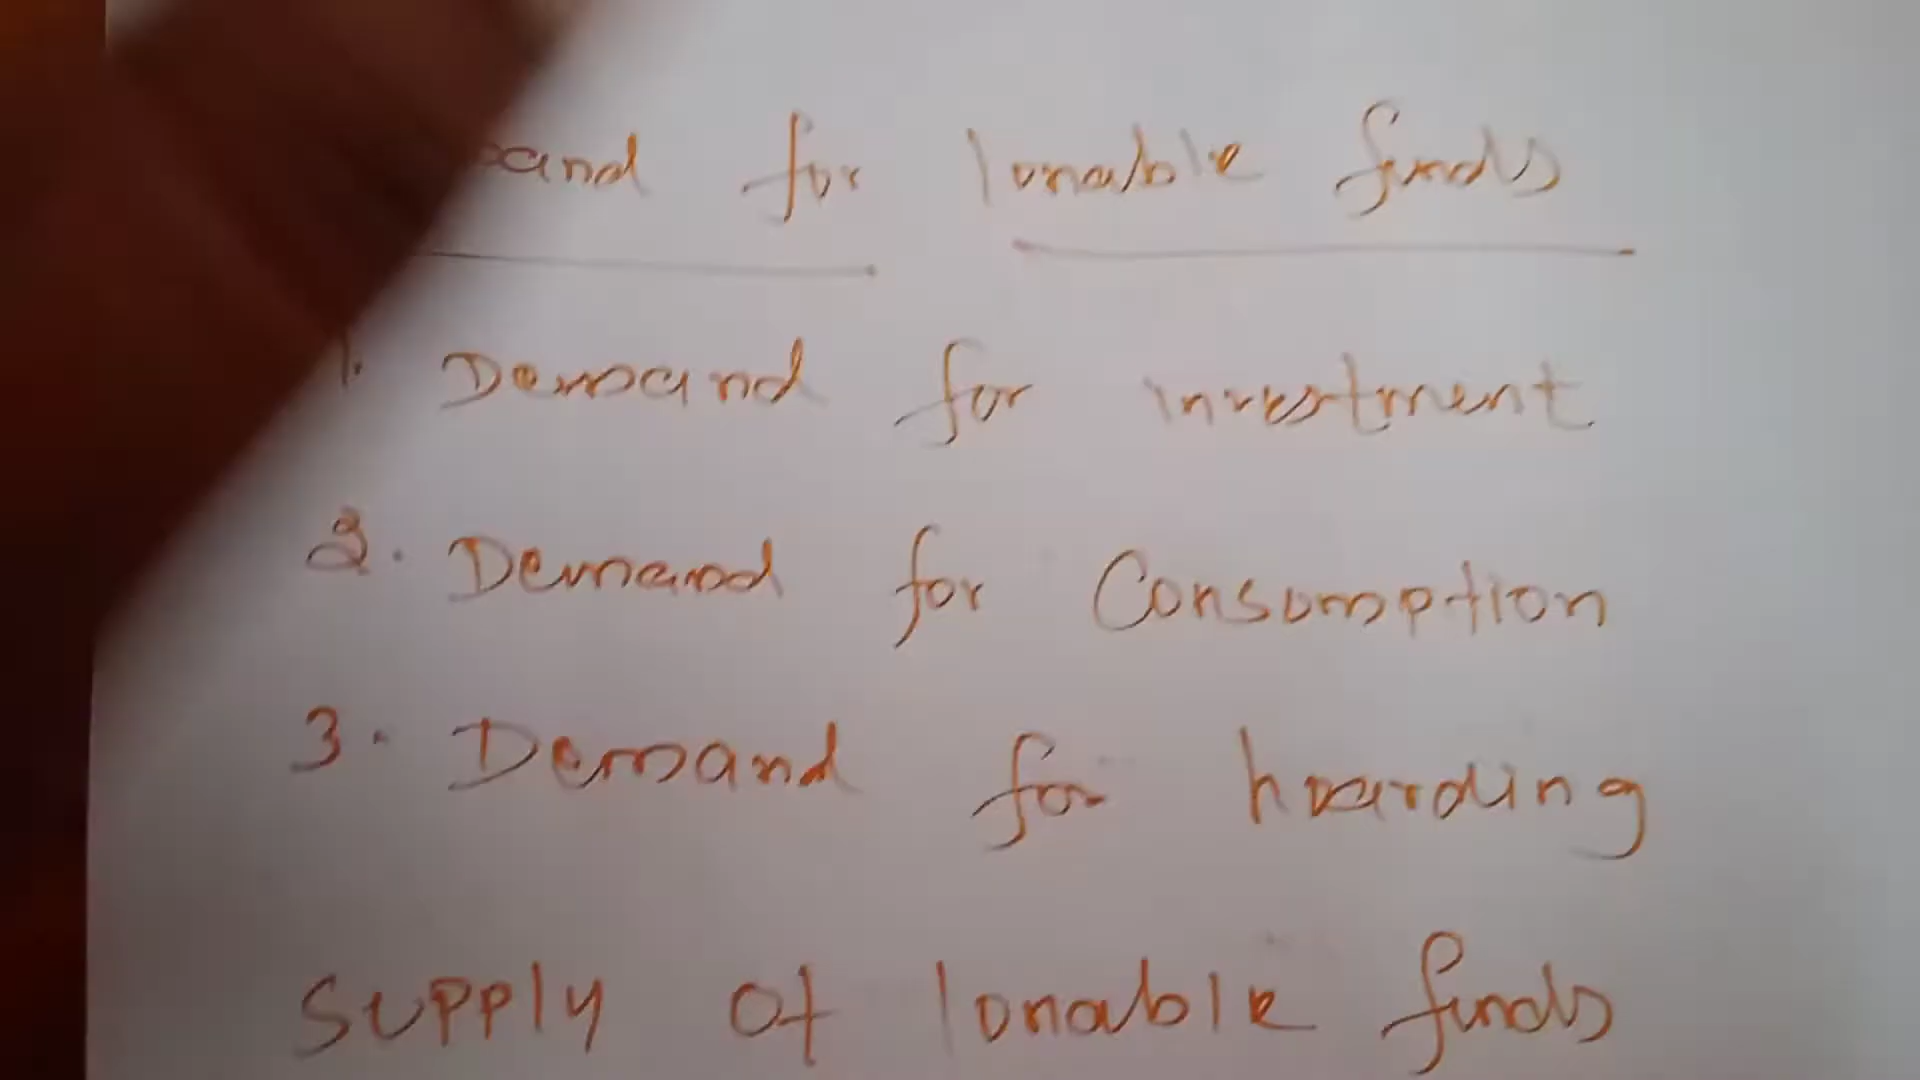 and for lonable funds
1. Demand for investment
2. Demand for Consumption
3. Demand for hoarding
Supply of lonable funds